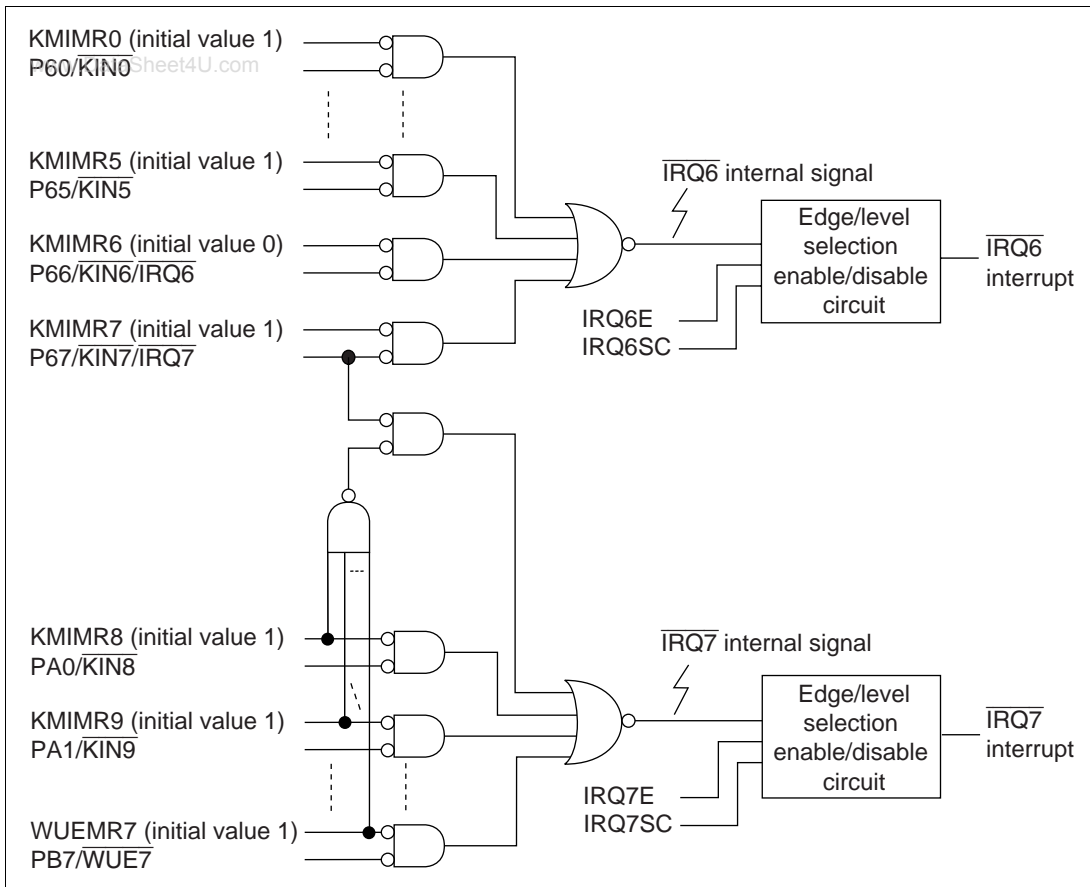 KMIMR0 (initial value 1)
www.DataSheet4U.com
P60/KIN0
KMIMR5 (initial value 1)
P65/KIN5
KMIMR6 (initial value 0)
P66/KIN6/IRQ6
KMIMR7 (initial value 1)
P67/KIN7/IRQ7
IRQ6 internal signal
Edge/level
selection
enable/disable
circuit
IRQ6
interrupt
IRQ6E
IRQ6SC
KMIMR8 (initial value 1)
PA0/KIN8
KMIMR9 (initial value 1)
PA1/KIN9
WUEMR7 (initial value 1)
PB7/WUE7
IRQ7 internal signal
Edge/level
selection
enable/disable
circuit
IRQ7
interrupt
IRQ7E
IRQ7SC